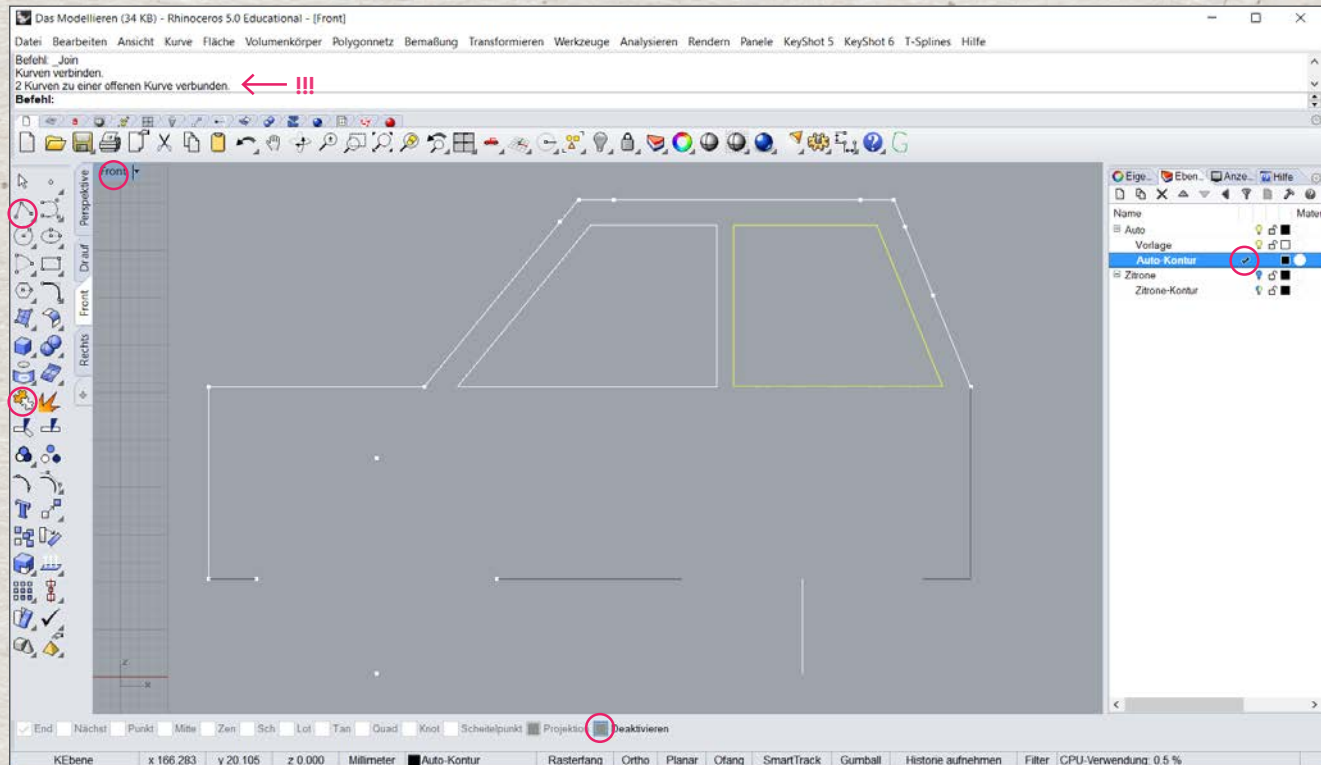 Das Modellieren (34 KB) - Rhinoceros 5.0 Educational - [Front]
Datei Bearbeiten Ansicht Kurve Fläche Volumenkörper Polygonnetz Bemaßung Transformieren Werkzeuge Analysieren Rendern Panele KeyShot 5 KeyShot 6 T-Splines Hilfe
Befehl: _Join
Kurven verbinden.
2 Kurven zu einer offenen Kurve verbunden. !!!
Befehl:
Front
Perspektive
Drauf
Front
Rechts
z
x
Eige... Eben... Anze... Hilfe
Name Mater
Auto
Vorlage
Auto-Kontur
Zitrone
Zitrone-Kontur
End Nächst Punkt Mitte Zen Sch Lot Tan Quad Knot Scheitelpunkt Projektion Deaktivieren
KEbene x 166.283 y 20.105 z 0.000 Millimeter Auto-Kontur Rasterfang Ortho Planar Ofang SmartTrack Gumball Historie aufnehmen Filter CPU-Verwendung: 0.5 %